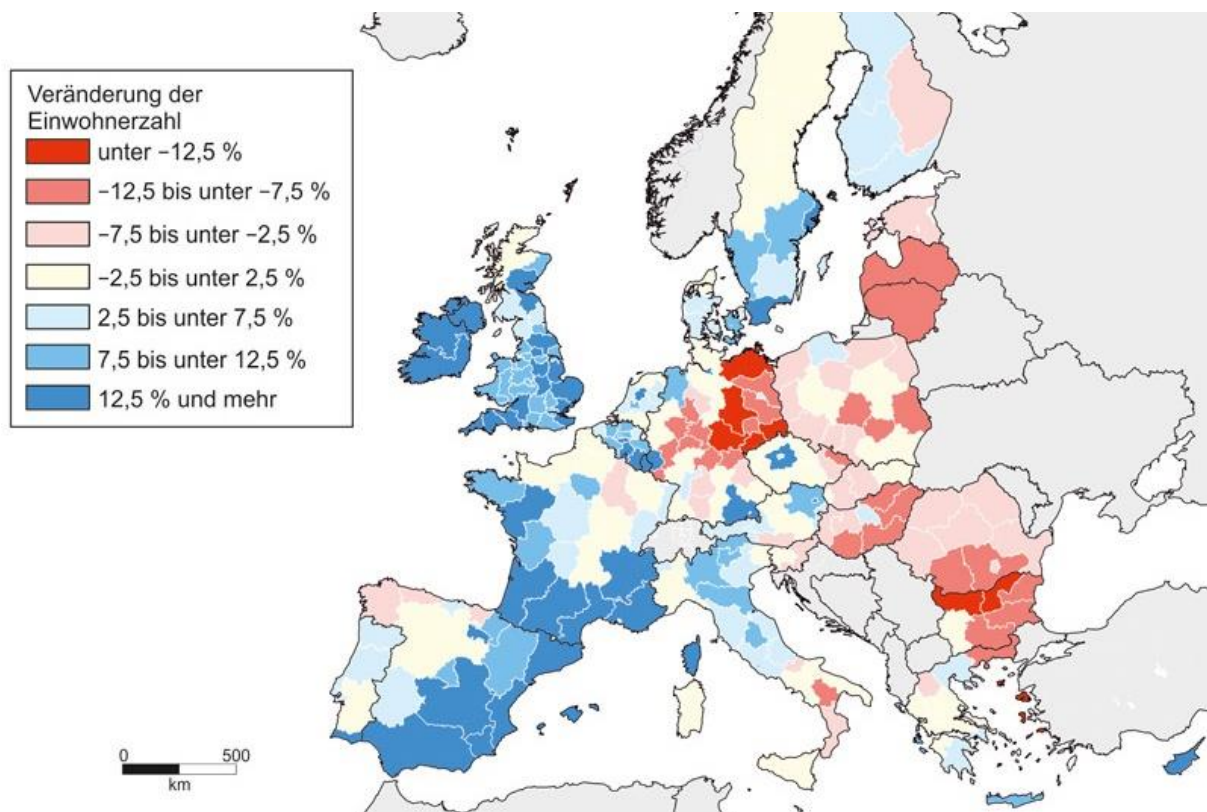 Veränderung der
Einwohnerzahl
unter −12,5 %
−12,5 bis unter −7,5 %
−7,5 bis unter −2,5 %
−2,5 bis unter 2,5 %
2,5 bis unter 7,5 %
7,5 bis unter 12,5 %
12,5 % und mehr
0 500
km